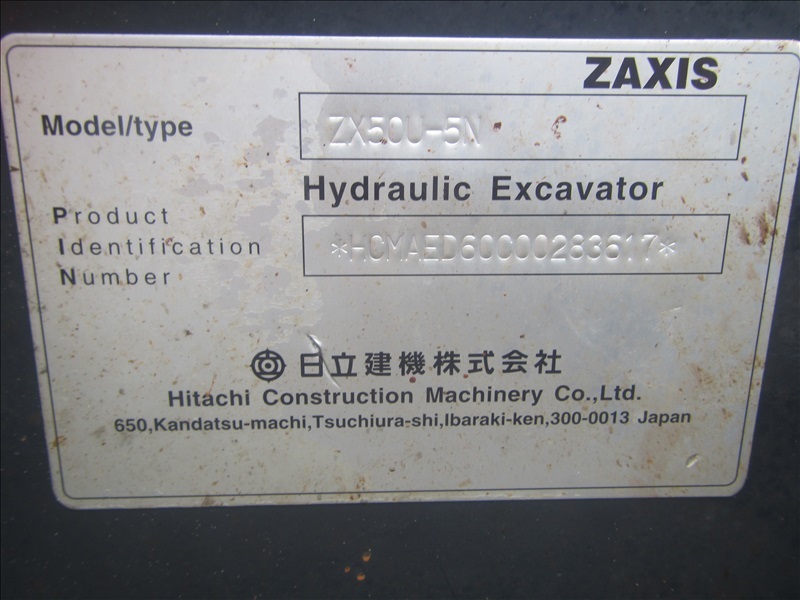 ZAXIS
Model/type ZX50U-5N
Hydraulic Excavator
Product
Identification *HCMAED60C00283617*
Number
日立建機株式会社
Hitachi Construction Machinery Co.,Ltd.
650,Kandatsu-machi,Tsuchiura-shi,Ibaraki-ken,300-0013 Japan